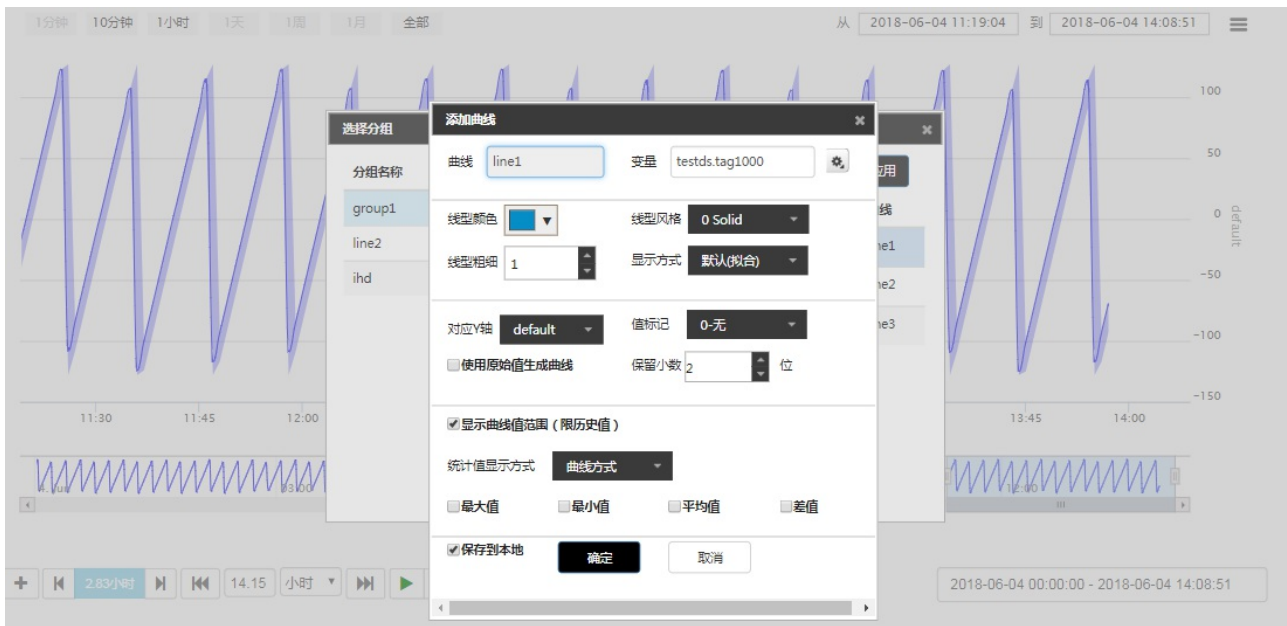 1分钟 10分钟 1小时 1天 1周 1月 全部 从 2018-06-04 11:19:04 到 2018-06-04 14:08:51
100
50
0
-50
-100
-150
default
选择分组
分组名称
group1
line2
ihd
用
线
e1
e2
e3
添加曲线
曲线 line1 变量 testds.tag1000
线型颜色 线型风格 0 Solid
线型粗细 1 显示方式 默认(拟合)
对应Y轴 default 值标记 0-无
使用原始值生成曲线 保留小数 2 位
显示曲线值范围(限历史值)
统计值显示方式 曲线方式
最大值 最小值 平均值 差值
保存到本地 确定 取消
11:30 11:45 12:00 13:45 14:00
4. Jun 03:00 12:00
2.83小时 14.15 小时 2018-06-04 00:00:00 - 2018-06-04 14:08:51